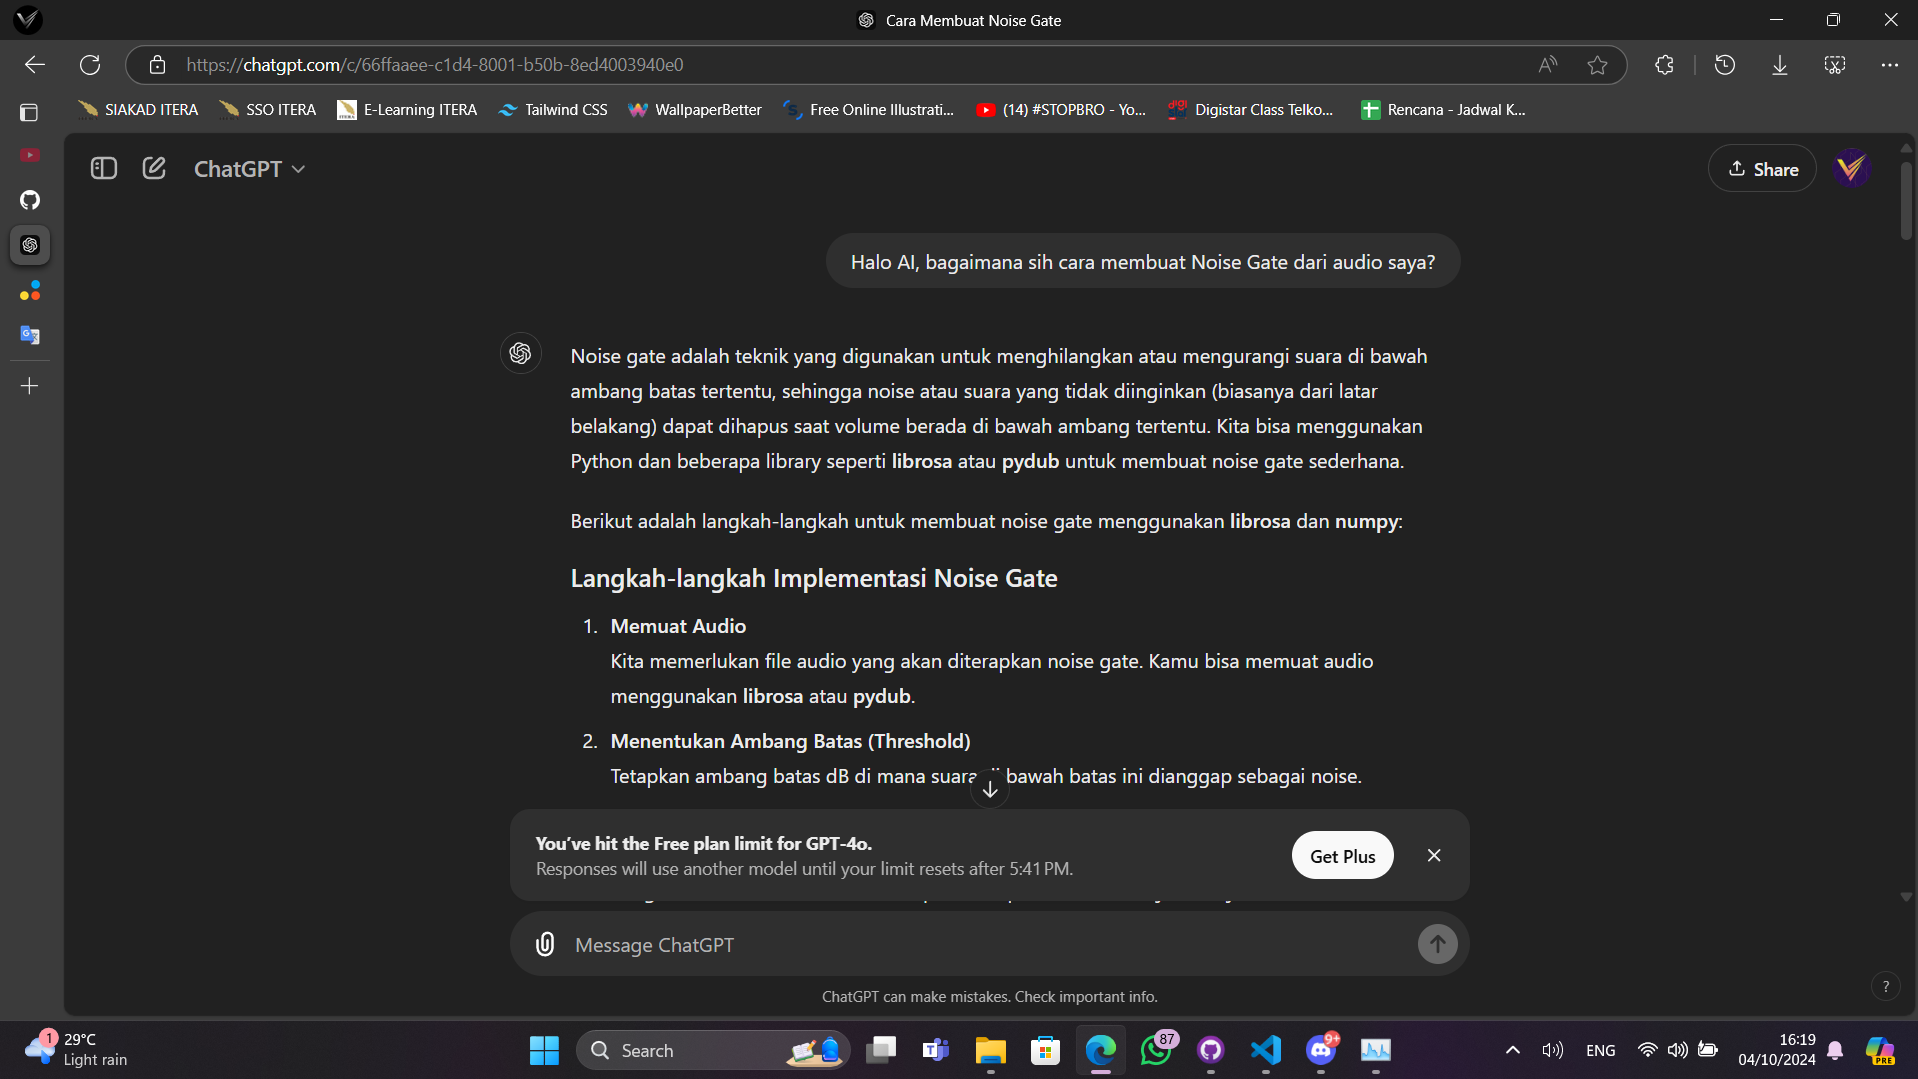 Cara Membuat Noise Gate
https://chatgpt.com/c/66ffaaee-c1d4-8001-b50b-8ed4003940e0
SIAKAD ITERA
SSO ITERA
E-Learning ITERA
Tailwind CSS
WallpaperBetter
Free Online Illustrati...
(14) #STOPBRO - Yo...
Digistar Class Telko...
Rencana - Jadwal K...
ChatGPT
Share
Halo AI, bagaimana sih cara membuat Noise Gate dari audio saya?
Noise gate adalah teknik yang digunakan untuk menghilangkan atau mengurangi suara di bawah
ambang batas tertentu, sehingga noise atau suara yang tidak diinginkan (biasanya dari latar
belakang) dapat dihapus saat volume berada di bawah ambang tertentu. Kita bisa menggunakan
Python dan beberapa library seperti librosa atau pydub untuk membuat noise gate sederhana.
Berikut adalah langkah-langkah untuk membuat noise gate menggunakan librosa dan numpy:
Langkah-langkah Implementasi Noise Gate
1. Memuat Audio
Kita memerlukan file audio yang akan diterapkan noise gate. Kamu bisa memuat audio
menggunakan librosa atau pydub.
2. Menentukan Ambang Batas (Threshold)
Tetapkan ambang batas dB di mana suara di bawah batas ini dianggap sebagai noise.
You've hit the Free plan limit for GPT-4o.
Responses will use another model until your limit resets after 5:41 PM.
Get Plus
Message ChatGPT
ChatGPT can make mistakes. Check important info.
?
1
29°C
Light rain
Search
87
9+
ENG
16:19
04/10/2024
PRE